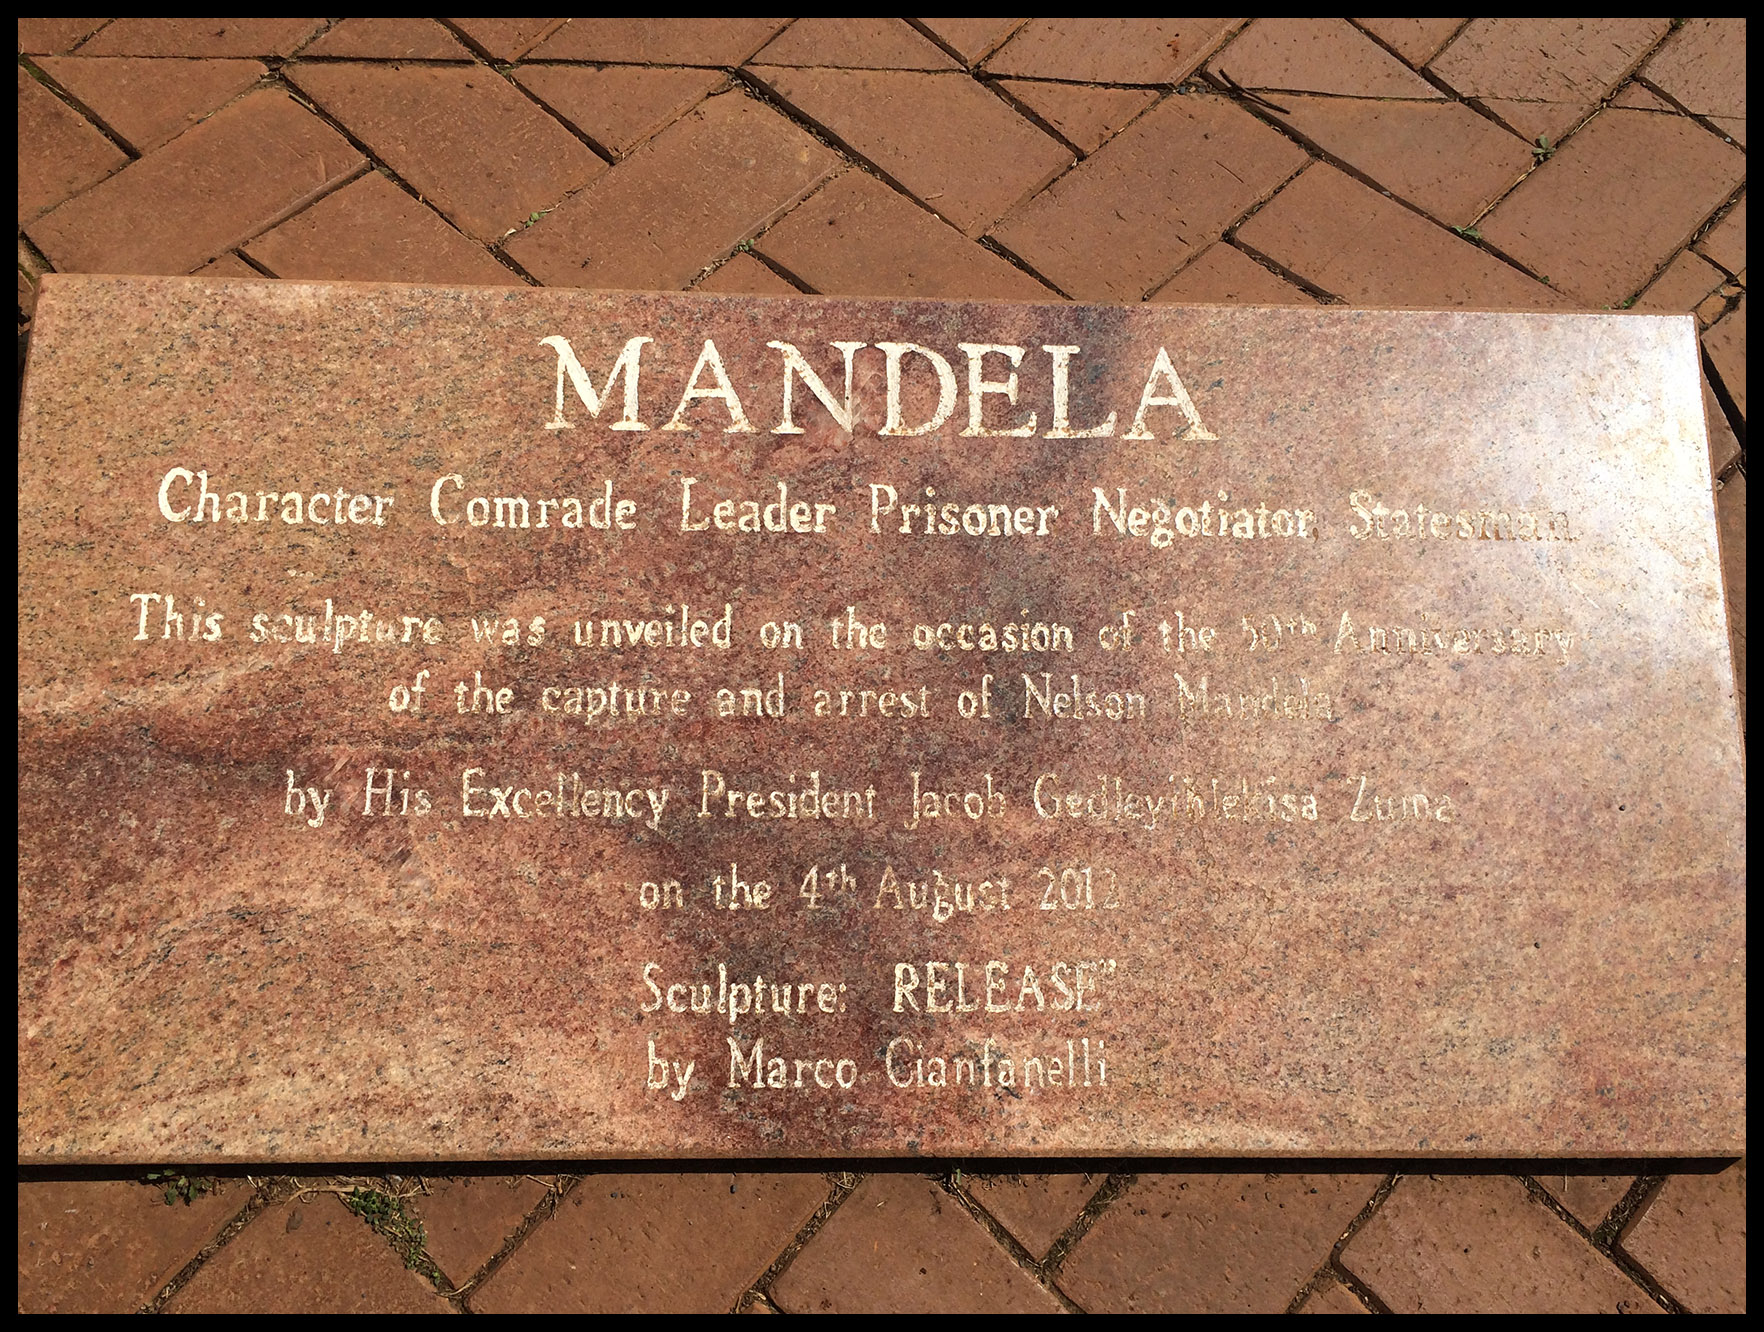 MANDELA
Character Comrade Leader Prisoner Negotiator, Statesman.
This sculpture was unveiled on the occasion of the 50th Anniversary
of the capture and arrest of Nelson Mandela
by His Excellency President Jacob Gedleyihlekisa Zuma
on the 4th August 2012
Sculpture: RELEASE"
by Marco Cianfanelli